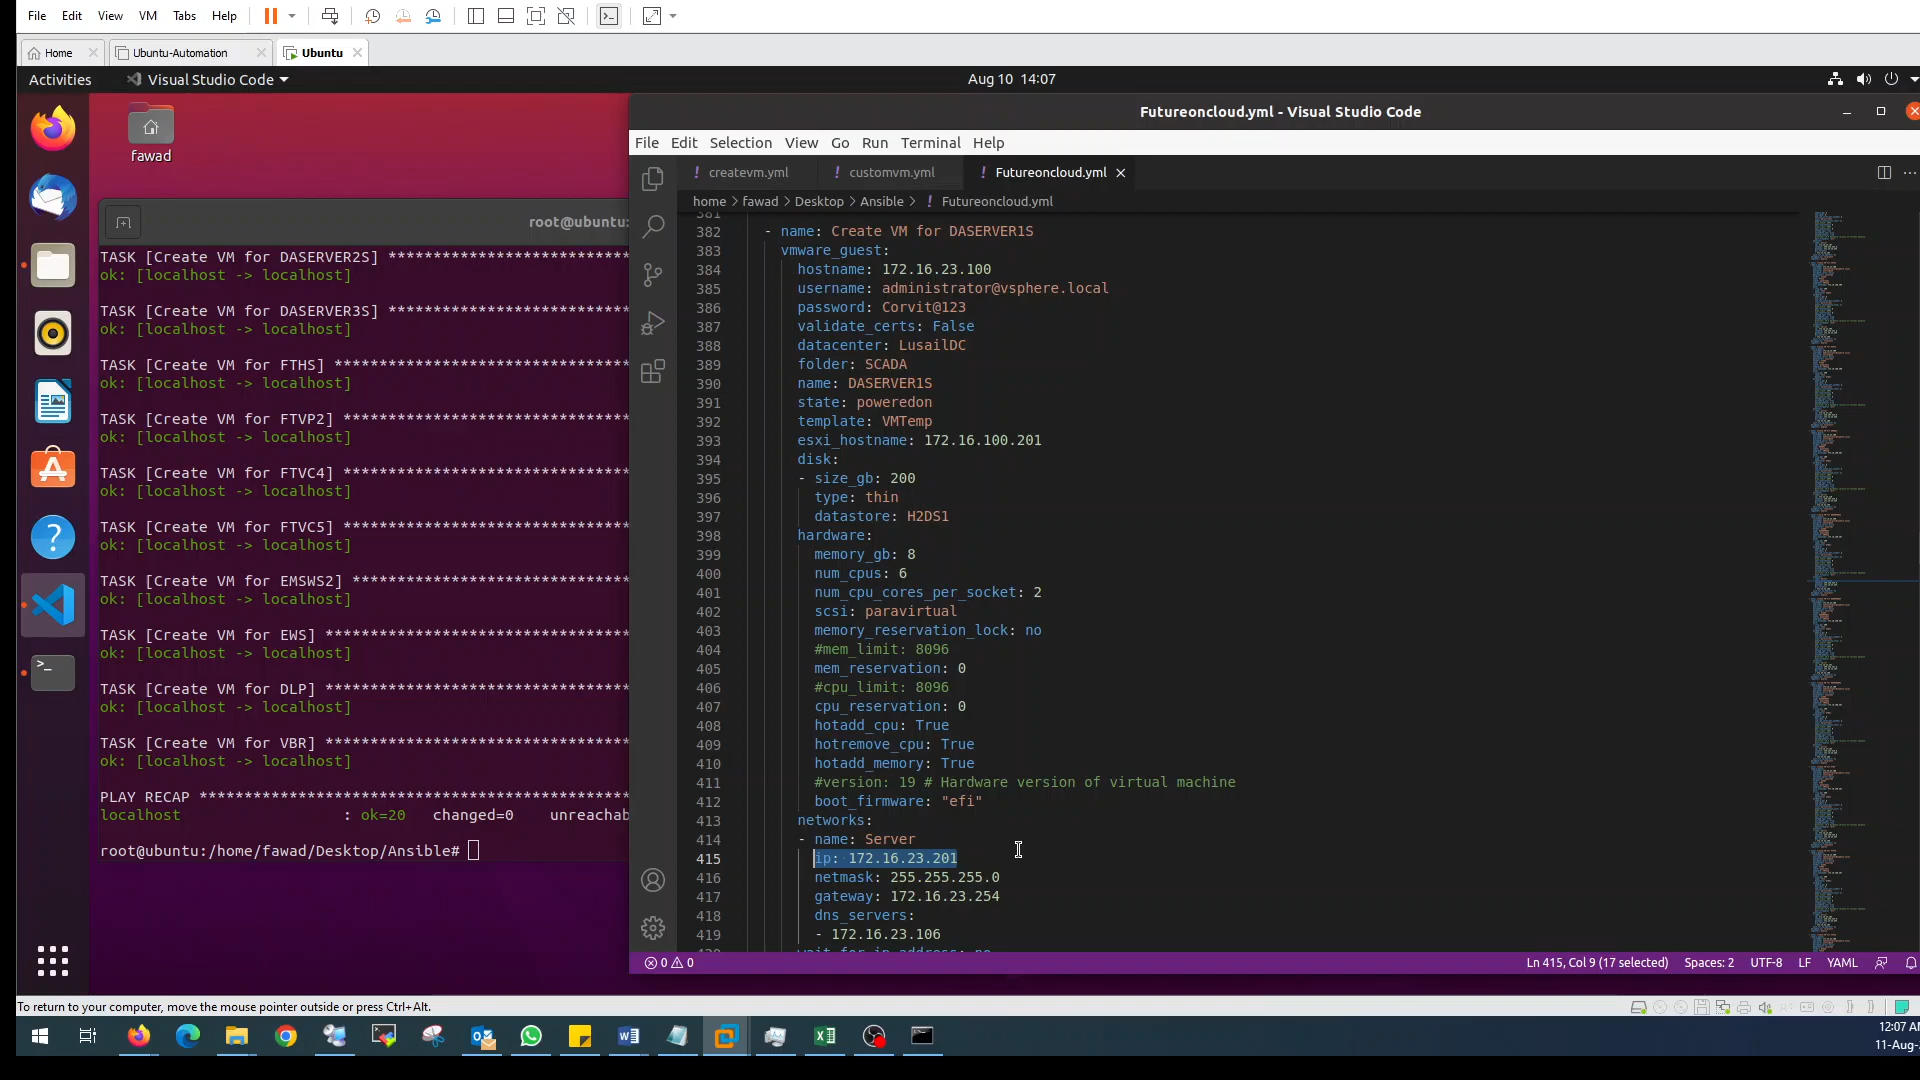 File Edit View VM Tabs Help
Home Ubuntu-Automation Ubuntu
Activities Visual Studio Code Aug 10 14:07
fawad
root@ubuntu:
TASK [Create VM for DASERVER2S] *****************************
ok: [localhost -> localhost]
TASK [Create VM for DASERVER3S] *****************************
ok: [localhost -> localhost]
TASK [Create VM for FTHS] ***********************************
ok: [localhost -> localhost]
TASK [Create VM for FTVP2] **********************************
ok: [localhost -> localhost]
TASK [Create VM for FTVC4] **********************************
ok: [localhost -> localhost]
TASK [Create VM for FTVC5] **********************************
ok: [localhost -> localhost]
TASK [Create VM for EMSWS2] *********************************
ok: [localhost -> localhost]
TASK [Create VM for EWS] ************************************
ok: [localhost -> localhost]
TASK [Create VM for DLP] ************************************
ok: [localhost -> localhost]
TASK [Create VM for VBR] ************************************
ok: [localhost -> localhost]
PLAY RECAP ***************************************************
localhost : ok=20 changed=0 unreachab
root@ubuntu:/home/fawad/Desktop/Ansible#
Futureoncloud.yml - Visual Studio Code
File Edit Selection View Go Run Terminal Help
! createvm.yml ! customvm.yml ! Futureoncloud.yml
home > fawad > Desktop > Ansible > ! Futureoncloud.yml
381
382 - name: Create VM for DASERVER1S
383 vmware_guest:
384 hostname: 172.16.23.100
385 username: administrator@vsphere.local
386 password: Corvit@123
387 validate_certs: False
388 datacenter: LusailDC
389 folder: SCADA
390 name: DASERVER1S
391 state: poweredon
392 template: VMTemp
393 esxi_hostname: 172.16.100.201
394 disk:
395 - size_gb: 200
396 type: thin
397 datastore: H2DS1
398 hardware:
399 memory_gb: 8
400 num_cpus: 6
401 num_cpu_cores_per_socket: 2
402 scsi: paravirtual
403 memory_reservation_lock: no
404 #mem_limit: 8096
405 mem_reservation: 0
406 #cpu_limit: 8096
407 cpu_reservation: 0
408 hotadd_cpu: True
409 hotremove_cpu: True
410 hotadd_memory: True
411 #version: 19 # Hardware version of virtual machine
412 boot_firmware: "efi"
413 networks:
414 - name: Server
415 ip: 172.16.23.201
416 netmask: 255.255.255.0
417 gateway: 172.16.23.254
418 dns_servers:
419 - 172.16.23.106
420 wait_for_ip_address: no
0 0 Ln 415, Col 9 (17 selected) Spaces: 2 UTF-8 LF YAML
To return to your computer, move the mouse pointer outside or press Ctrl+Alt.
12:07 AM
11-Aug-